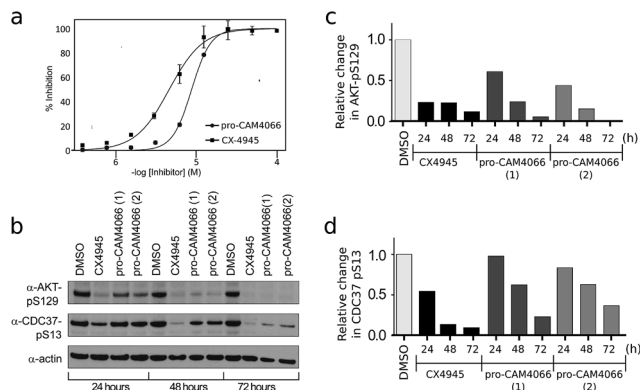 a
100
80
60
40
20
0
% Inhibition
pro-CAM4066
CX-4945
6
5
4
-log [Inhibitor] (M)
b
DMSO
CX4945
pro-CAM4066 (1)
pro-CAM4066 (2)
DMSO
CX4945
pro-CAM4066 (1)
pro-CAM4066 (2)
DMSO
CX4945
pro-CAM4066(1)
pro-CAM4066(2)
α-AKT-
pS129
α-CDC37-
pS13
α-actin
24 hours
48 hours
72 hours
c
Relative change
in AKT-pS129
1.0
0.5
0.0
DMSO
24 48 72 24 48 72 24 48 72 (h)
CX4945 pro-CAM4066 pro-CAM4066
(1) (2)
d
Relative change
in CDC37 pS13
1.0
0.5
0.0
DMSO
24 48 72 24 48 72 24 48 72 (h)
CX4945 pro-CAM4066 pro-CAM4066
(1) (2)